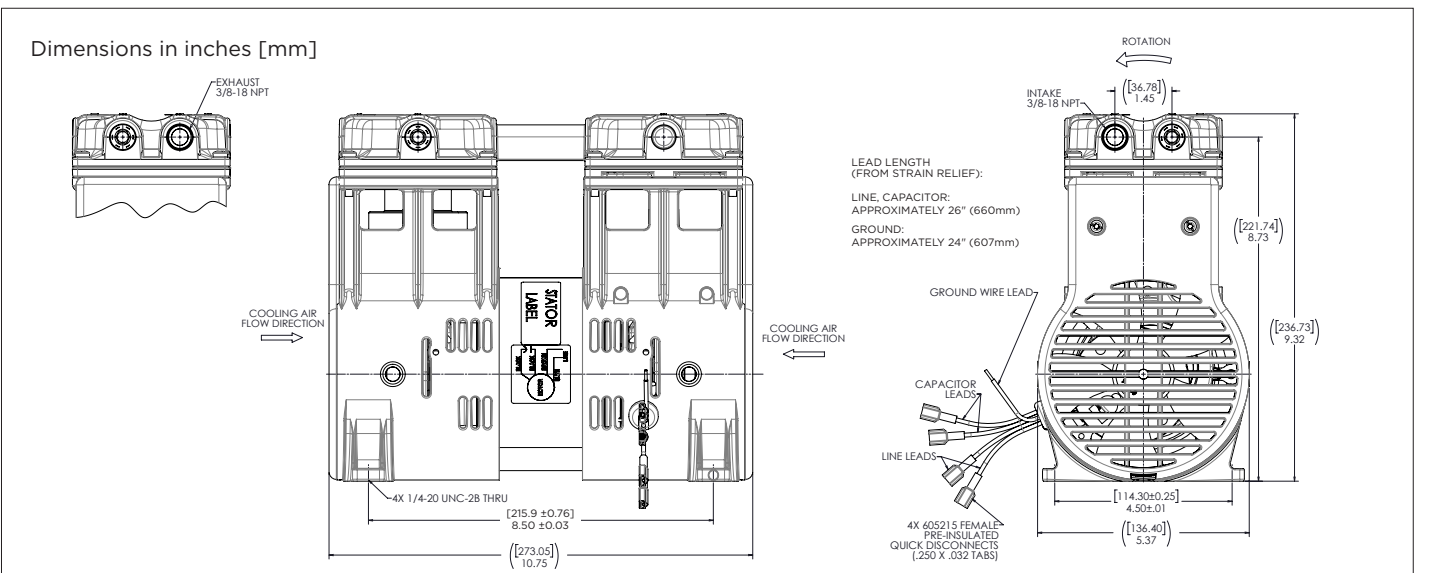 Dimensions in inches [mm]
EXHAUST
3/8-18 NPT
ROTATION
INTAKE
3/8-18 NPT
[36.78]
1.45
LEAD LENGTH
(FROM STRAIN RELIEF):
LINE, CAPACITOR:
APPROXIMATELY 26" (660mm)
GROUND:
APPROXIMATELY 24" (607mm)
([221.74]
8.73)
([236.73]
9.32)
GROUND WIRE LEAD
STATOR
LABEL
COOLING AIR
FLOW DIRECTION
COOLING AIR
FLOW DIRECTION
CAPACITOR
LEADS
LINE LEADS
4X 1/4-20 UNC-2B THRU
[215.9 ±0.76]
8.50 ±0.03
([273.05]
10.75)
[114.30±0.25]
4.50±.01
([136.40]
5.37)
4X 605215 FEMALE
PRE-INSULATED
QUICK DISCONNECTS
(.250 X .032 TABS)